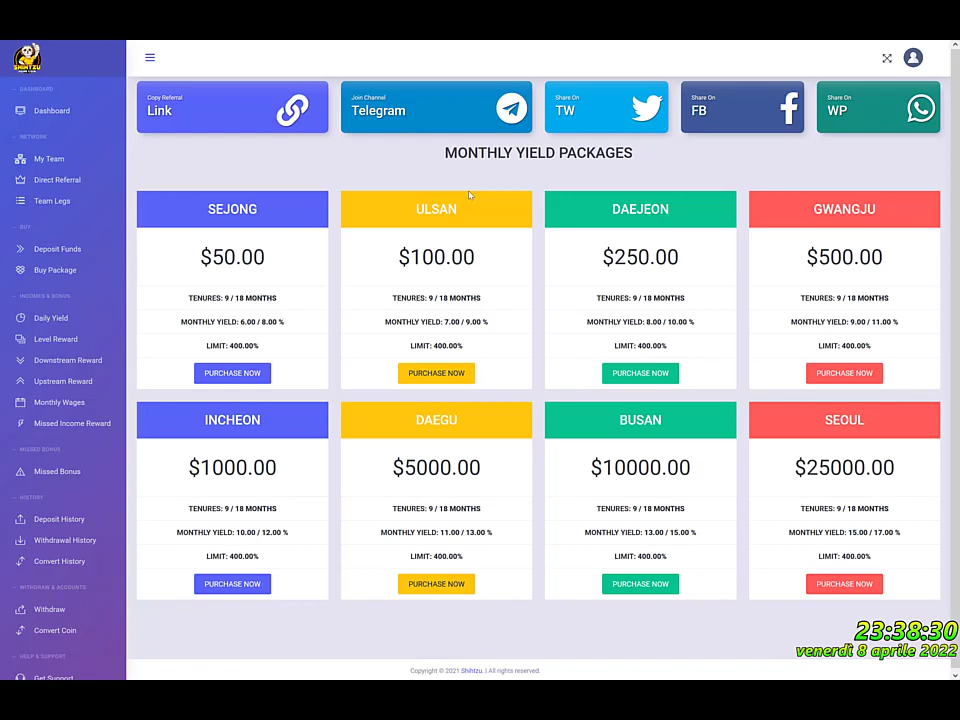 SHIHTZU
DASHBOARD
Dashboard
NETWORK
My Team
Direct Referral
Team Legs
BUY
Deposit Funds
Buy Package
INCOMES & BONUS
Daily Yield
Level Reward
Downstream Reward
Upstream Reward
Monthly Wages
Missed Income Reward
MISSED BONUS
Missed Bonus
HISTORY
Deposit History
Withdrawal History
Convert History
WITHDRAW & ACCOUNTS
Withdraw
Convert Coin
HELP & SUPPORT
Get Support
Copy Referral
Link
Join Channel
Telegram
Share On
TW
Share On
FB
Share On
WP
MONTHLY YIELD PACKAGES
SEJONG
$50.00
TENURES: 9 / 18 MONTHS
MONTHLY YIELD: 6.00 / 8.00 %
LIMIT: 400.00%
PURCHASE NOW
ULSAN
$100.00
TENURES: 9 / 18 MONTHS
MONTHLY YIELD: 7.00 / 9.00 %
LIMIT: 400.00%
PURCHASE NOW
DAEJEON
$250.00
TENURES: 9 / 18 MONTHS
MONTHLY YIELD: 8.00 / 10.00 %
LIMIT: 400.00%
PURCHASE NOW
GWANGJU
$500.00
TENURES: 9 / 18 MONTHS
MONTHLY YIELD: 9.00 / 11.00 %
LIMIT: 400.00%
PURCHASE NOW
INCHEON
$1000.00
TENURES: 9 / 18 MONTHS
MONTHLY YIELD: 10.00 / 12.00 %
LIMIT: 400.00%
PURCHASE NOW
DAEGU
$5000.00
TENURES: 9 / 18 MONTHS
MONTHLY YIELD: 11.00 / 13.00 %
LIMIT: 400.00%
PURCHASE NOW
BUSAN
$10000.00
TENURES: 9 / 18 MONTHS
MONTHLY YIELD: 13.00 / 15.00 %
LIMIT: 400.00%
PURCHASE NOW
SEOUL
$25000.00
TENURES: 9 / 18 MONTHS
MONTHLY YIELD: 15.00 / 17.00 %
LIMIT: 400.00%
PURCHASE NOW
23:38:30
venerdì 8 aprile 2022
Copyright © 2021 Shihtzu. | All rights reserved.